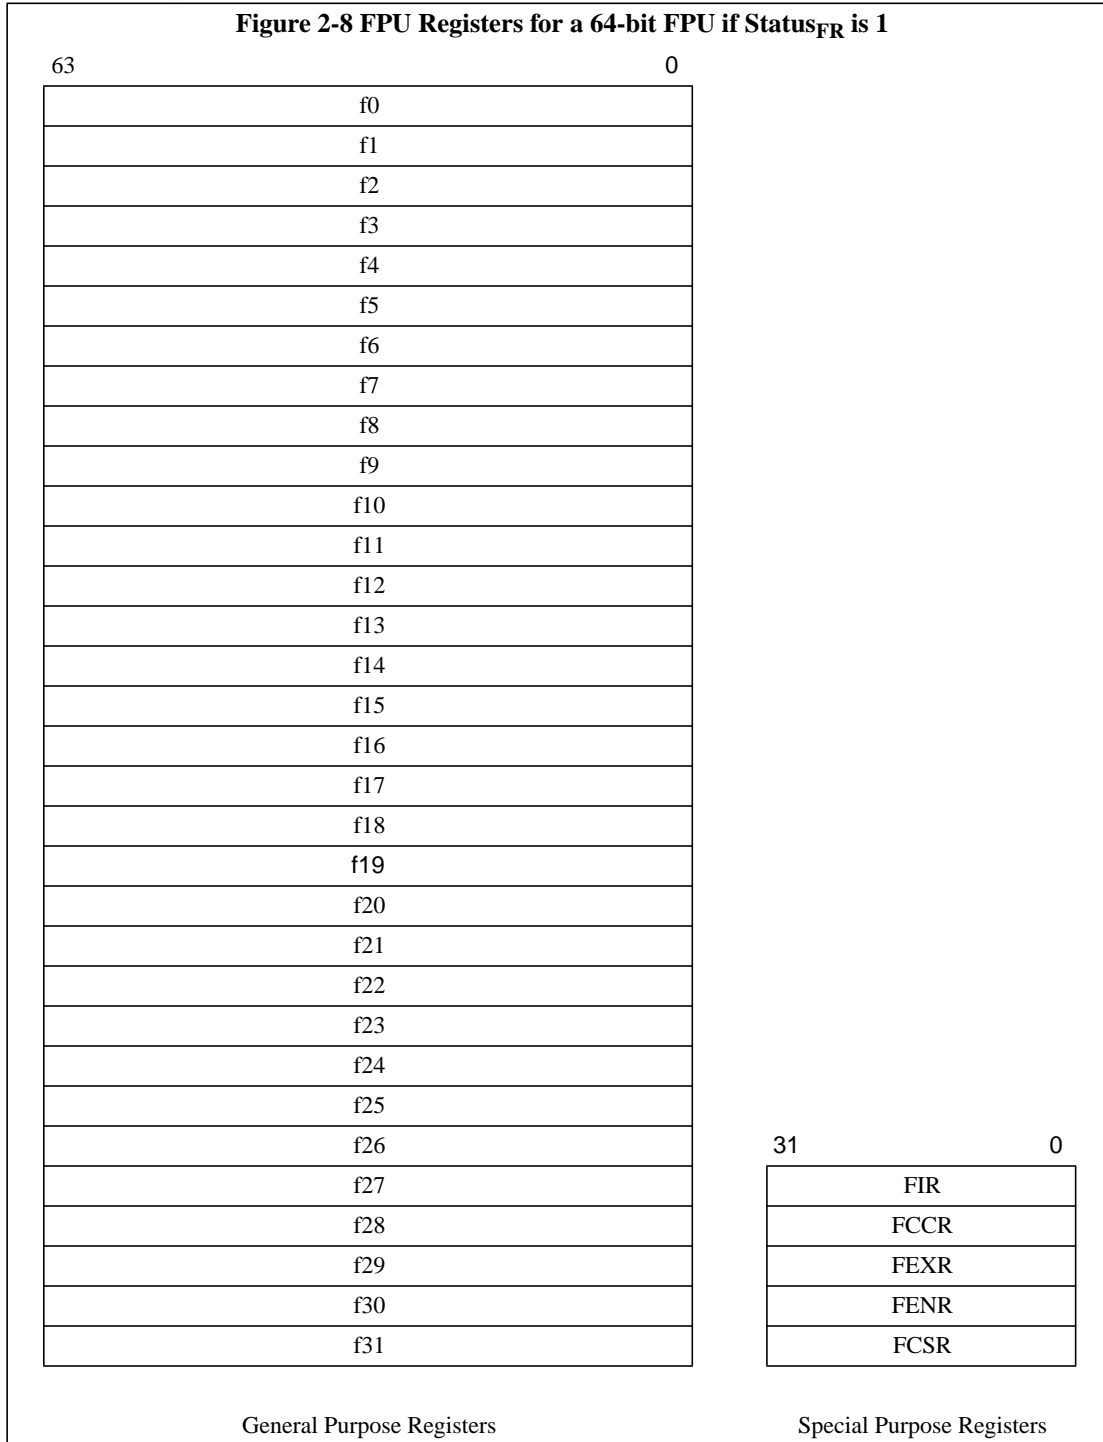 Figure 2-8 FPU Registers for a 64-bit FPU if StatusFR is 1
63 0
f0
f1
f2
f3
f4
f5
f6
f7
f8
f9
f10
f11
f12
f13
f14
f15
f16
f17
f18
f19
f20
f21
f22
f23
f24
f25
f26
f27
f28
f29
f30
f31
General Purpose Registers
31 0
FIR
FCCR
FEXR
FENR
FCSR
Special Purpose Registers